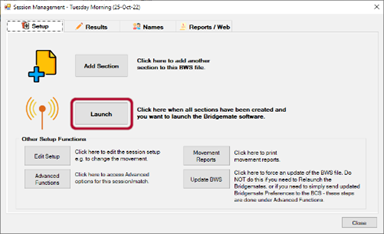 Session Management - Tuesday Morning (25-Oct-22)
Setup
Results
Names
Reports / Web
Add Section
Click here to add another
section to this BWS file.
Launch
Click here when all sections have been created and
you want to launch the Bridgemate software.
Other Setup Functions
Edit Setup
Click here to edit the session setup
e.g. to change the movement.
Movement
Reports
Click here to print
movement reports.
Advanced
Functions
Click here to access Advanced
options for this session/match.
Update BWS
Click here to force an update of the BWS file. Do
NOT do this if you need to Relaunch the
Bridgemates, or if you need to simply send updated
Bridgemate Preferences to the BCS - these steps
are done under Advanced Functions
Close